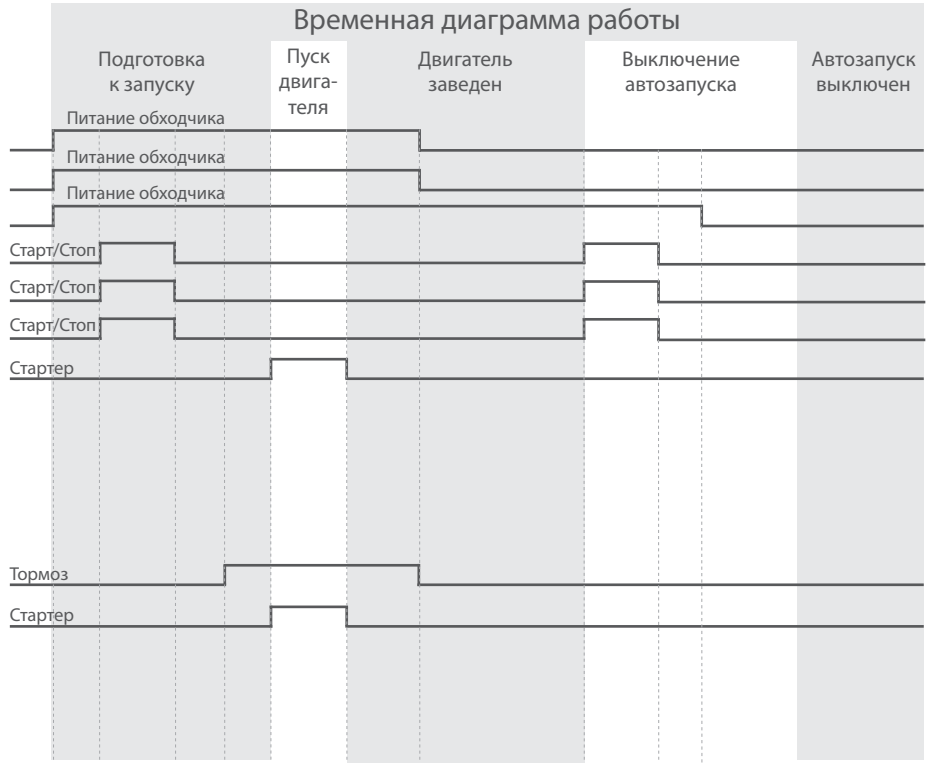 Временная диаграмма работы
Подготовка
к запуску
Пуск
двига-
теля
Двигатель
заведен
Выключение
автозапуска
Автозапуск
выключен
Питание обходчика
Питание обходчика
Питание обходчика
Старт/Стоп
Старт/Стоп
Старт/Стоп
Стартер
Тормоз
Стартер